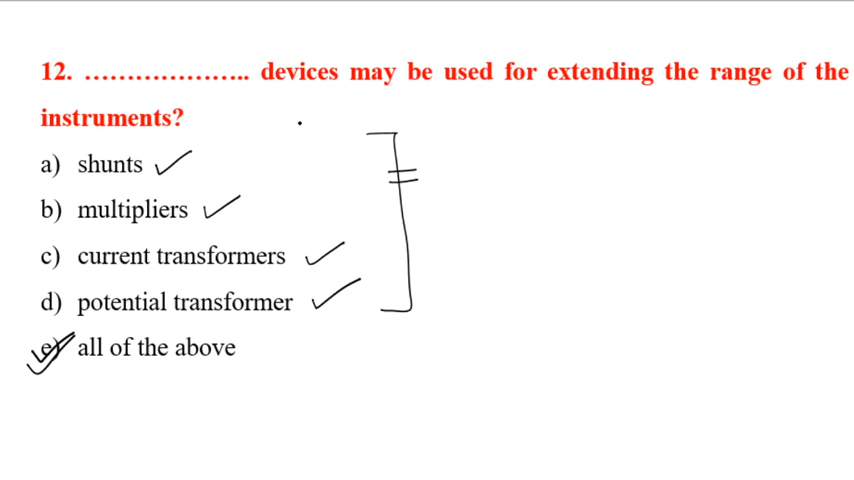 12. ………………….. devices may be used for extending the range of the
instruments?
a) shunts
b) multipliers
c) current transformers
d) potential transformer
e) all of the above